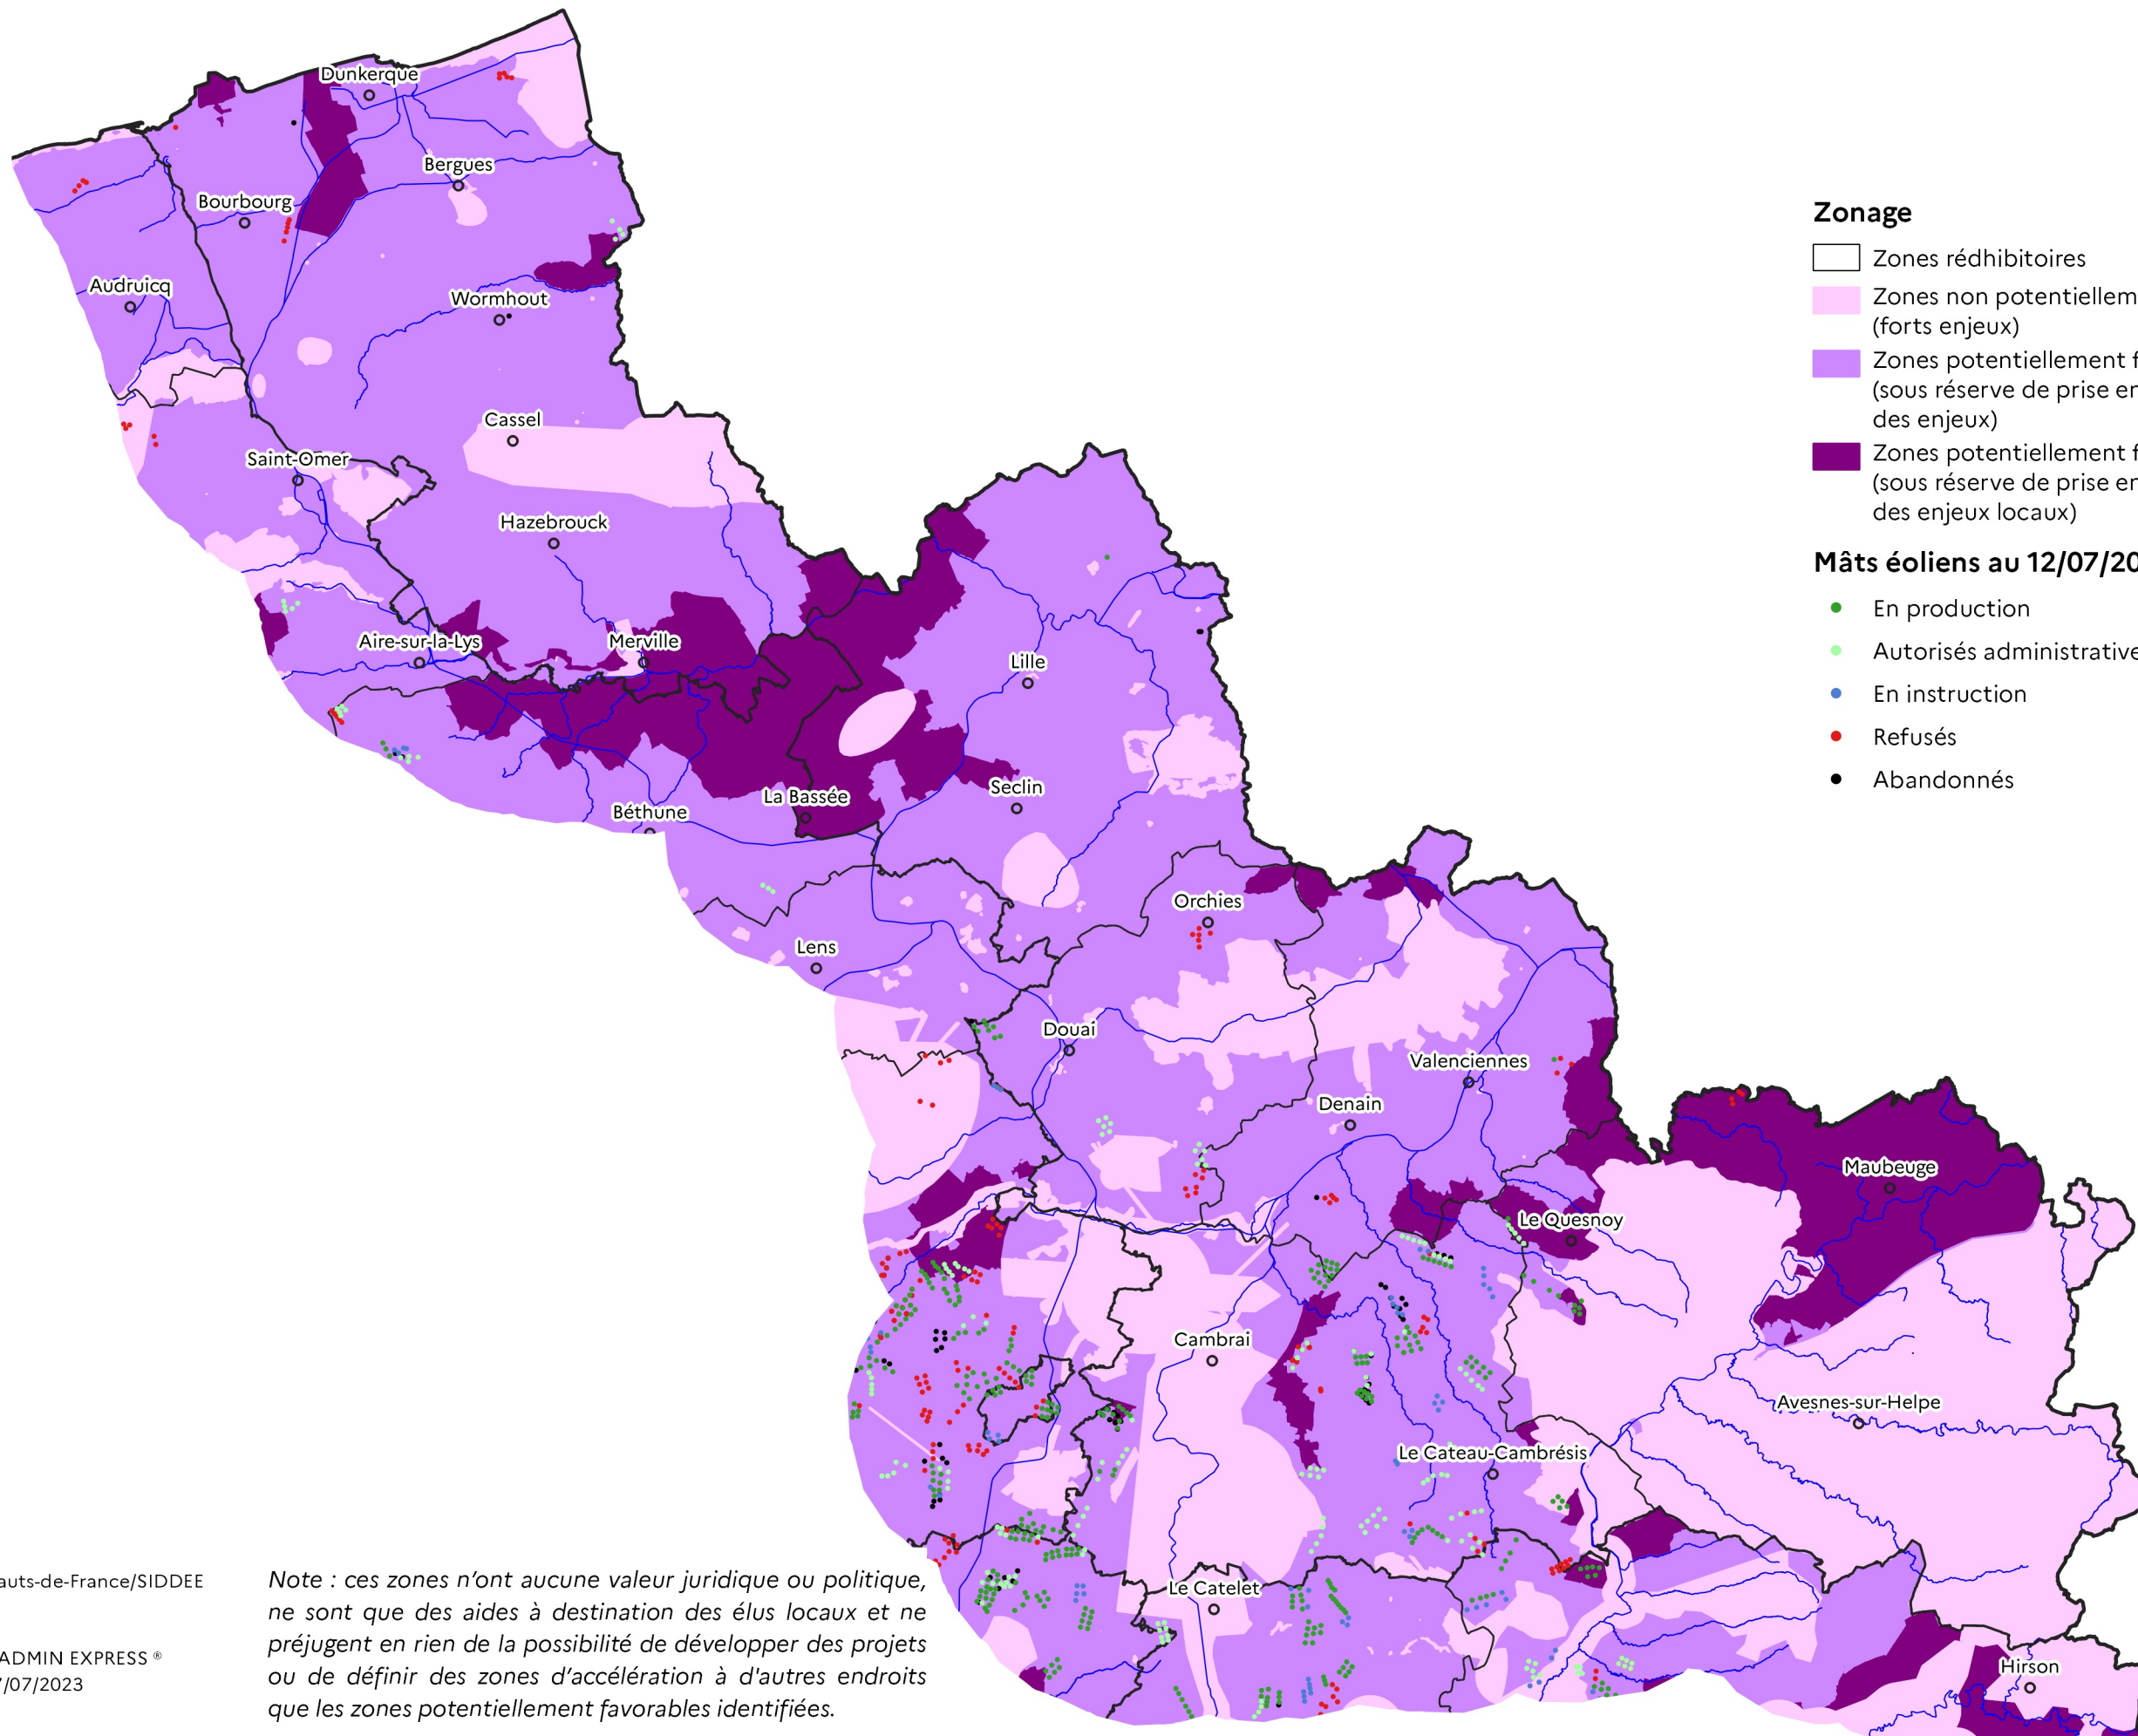 Dunkerque
Bergues
Bourbourg
Audruicq
Wormhout
Cassel
Saint-Omer
Hazebrouck
Aire-sur-la-Lys
Merville
Lille
Béthune
La Bassée
Seclin
Orchies
Lens
Douai
Valenciennes
Denain
Maubeuge
Le Quesnoy
Cambrai
Avesnes-sur-Helpe
Le Cateau-Cambrésis
Le Catelet
Hirson
Zonage
Zones rédhibitoires
Zones non potentiellem
(forts enjeux)
Zones potentiellement f
(sous réserve de prise en
des enjeux)
Zones potentiellement f
(sous réserve de prise en
des enjeux locaux)
Mâts éoliens au 12/07/20
En production
Autorisés administrative
En instruction
Refusés
Abandonnés
auts-de-France/SIDDEE
ADMIN EXPRESS ®
/07/2023
Note : ces zones n’ont aucune valeur juridique ou politique,
ne sont que des aides à destination des élus locaux et ne
préjugent en rien de la possibilité de développer des projets
ou de définir des zones d’accélération à d'autres endroits
que les zones potentiellement favorables identifiées.